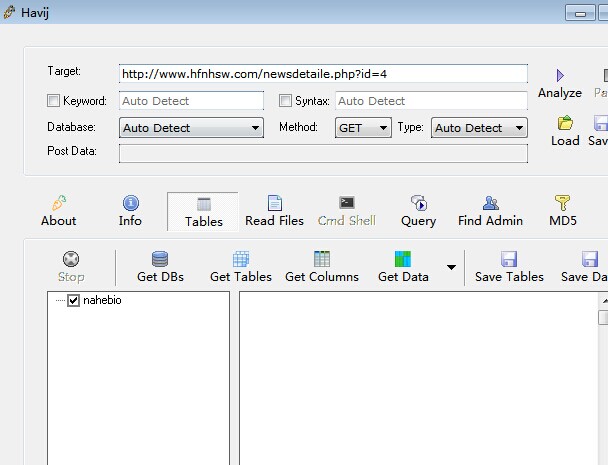 Havij
Target: http://www.hfnhsw.com/newsdetaile.php?id=4
Keyword: Auto Detect Syntax: Auto Detect
Analyze
Database: Auto Detect Method: GET Type: Auto Detect
Load
Post Data:
About Info Tables Read Files Cmd Shell Query Find Admin MD5
Stop Get DBs Get Tables Get Columns Get Data Save Tables Save Da
nahebio